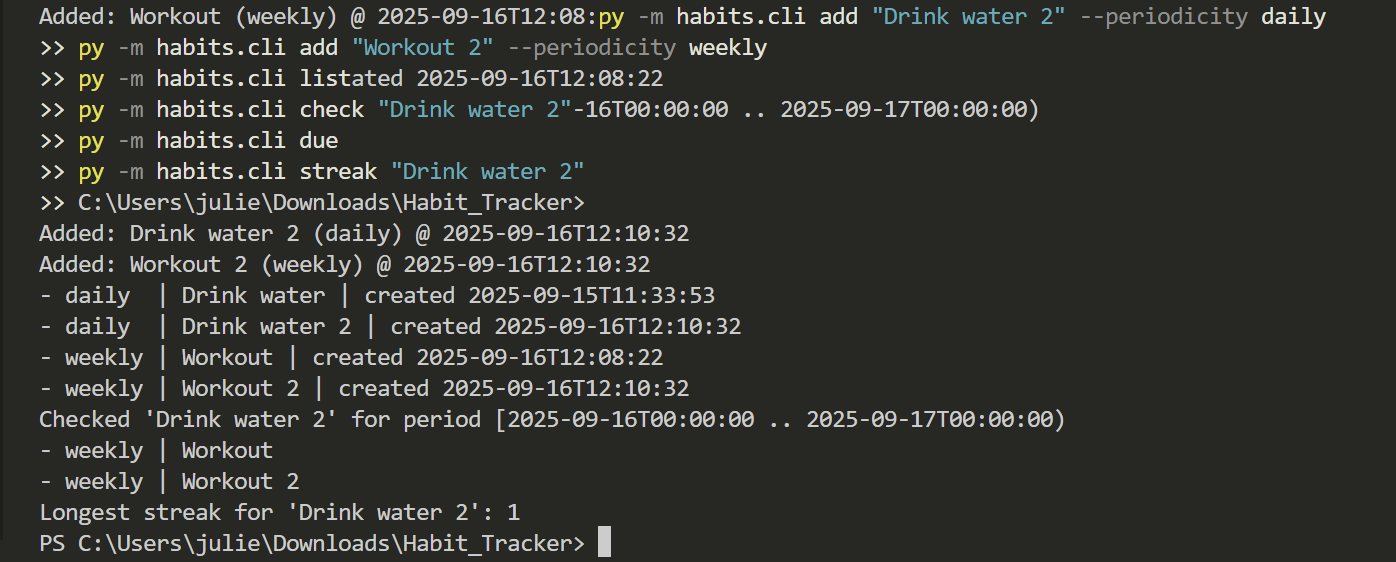 Added: Workout (weekly) @ 2025-09-16T12:08:py -m habits.cli add "Drink water 2" --periodicity daily
>> py -m habits.cli add "Workout 2" --periodicity weekly
>> py -m habits.cli listated 2025-09-16T12:08:22
>> py -m habits.cli check "Drink water 2"-16T00:00:00 .. 2025-09-17T00:00:00)
>> py -m habits.cli due
>> py -m habits.cli streak "Drink water 2"
>> C:\Users\julie\Downloads\Habit_Tracker>
Added: Drink water 2 (daily) @ 2025-09-16T12:10:32
Added: Workout 2 (weekly) @ 2025-09-16T12:10:32
- daily  | Drink water | created 2025-09-15T11:33:53
- daily  | Drink water 2 | created 2025-09-16T12:10:32
- weekly | Workout | created 2025-09-16T12:08:22
- weekly | Workout 2 | created 2025-09-16T12:10:32
Checked 'Drink water 2' for period [2025-09-16T00:00:00 .. 2025-09-17T00:00:00)
- weekly | Workout
- weekly | Workout 2
Longest streak for 'Drink water 2': 1
PS C:\Users\julie\Downloads\Habit_Tracker>